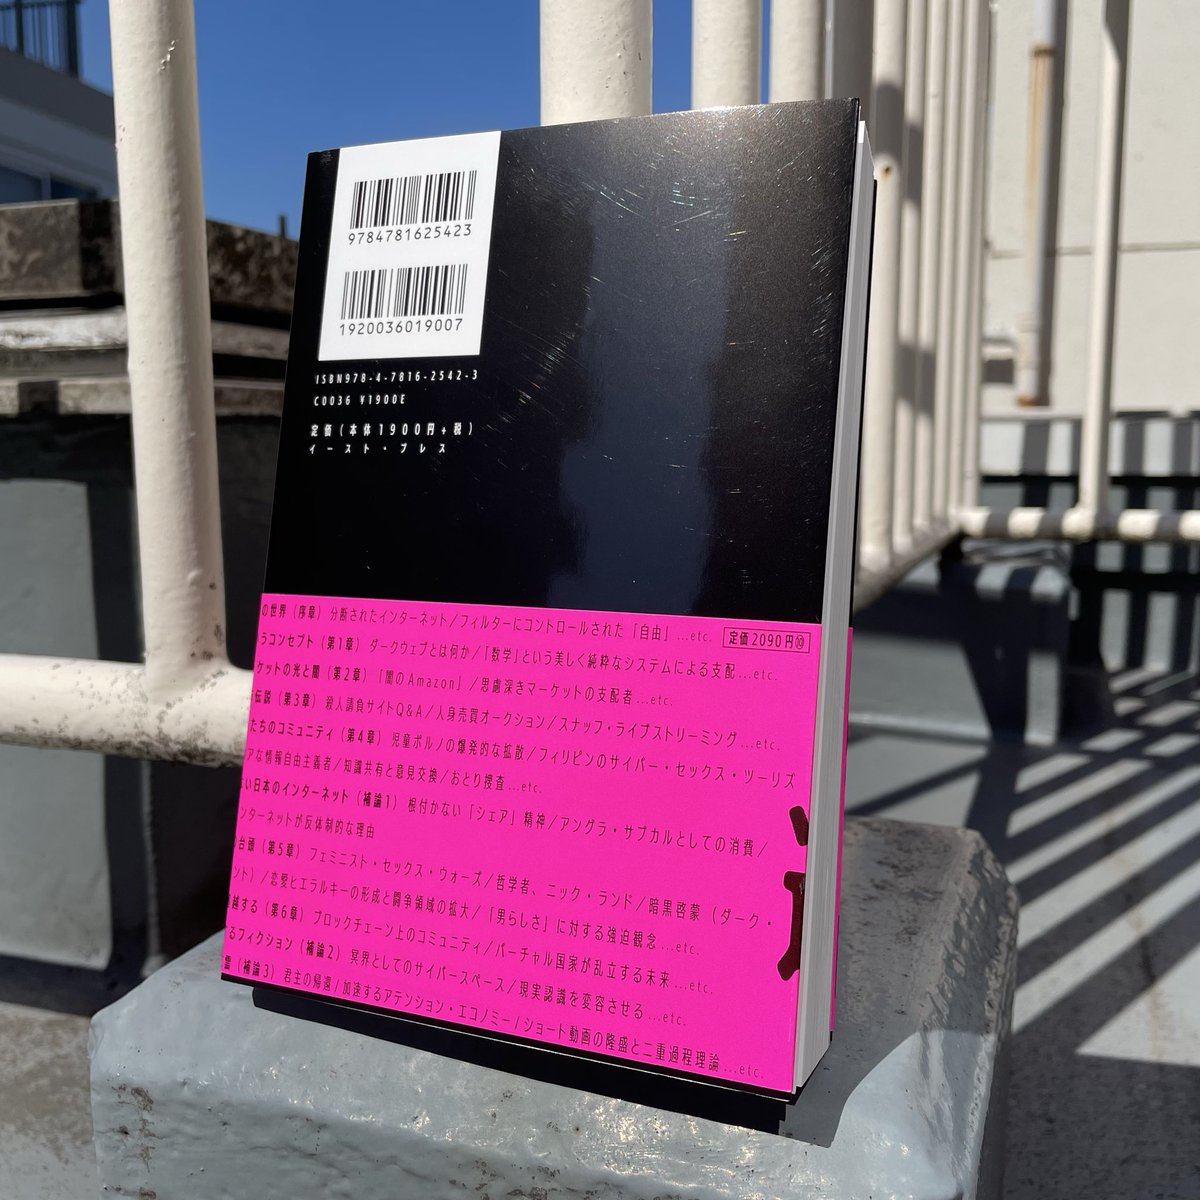 9784781625423
1920036019007
ISBN978-4-7816-2542-3
C0036 ¥1900E
定価(本体1900円+税)
イースト・プレス
の世界（序章） 分断されたインターネット／フィルターにコントロールされた「自由」…etc.
定価2090円⑩
うコンセプト（第1章） ダークウェブとは何か／「数学」という美しく純粋なシステムによる支配…etc.
ケットの光と闇（第2章）「闇のAmazon」／思慮深きマーケットの支配者…etc.
伝説（第3章） 殺人請負サイトQ&A／人身売買オークション／スナッフ・ライブストリーミング…etc.
たちのコミュニティ（第4章） 児童ポルノの爆発的な拡散／フィリピンのサイバー・セックス・ツーリズ
アな情報自由主義者／知識共有と意見交換／おとり捜査…etc.
い日本のインターネット（補論1） 根付かない「シェア」精神／アングラ・サブカルとしての消費／
ンターネットが反体制的な理由
台頭（第5章） フェミニスト・セックス・ウォーズ／哲学者、ニック・ランド／暗黒啓蒙（ダーク・
ント）／恋愛ヒエラルキーの形成と闘争領域の拡大／「男らしさ」に対する強迫観念…etc.
越する（第6章） ブロックチェーン上のコミュニティ／バーチャル国家が乱立する未来…etc.
るフィクション（補論2） 冥界としてのサイバースペース／現実認識を変容させる…etc.
霊（補論3） 君主の帰還／加速するアテンション・エコノミー／ショート動画の隆盛と二重過程理論…etc.